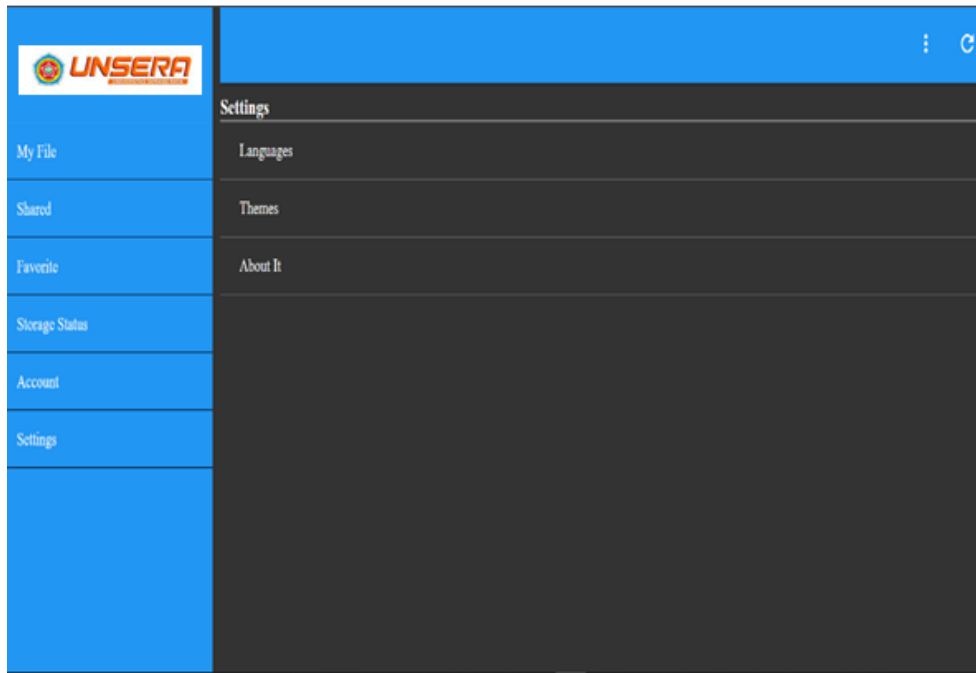 UNSERA
My File
Shared
Favorite
Storage Status
Account
Settings
Settings
Languages
Themes
About It